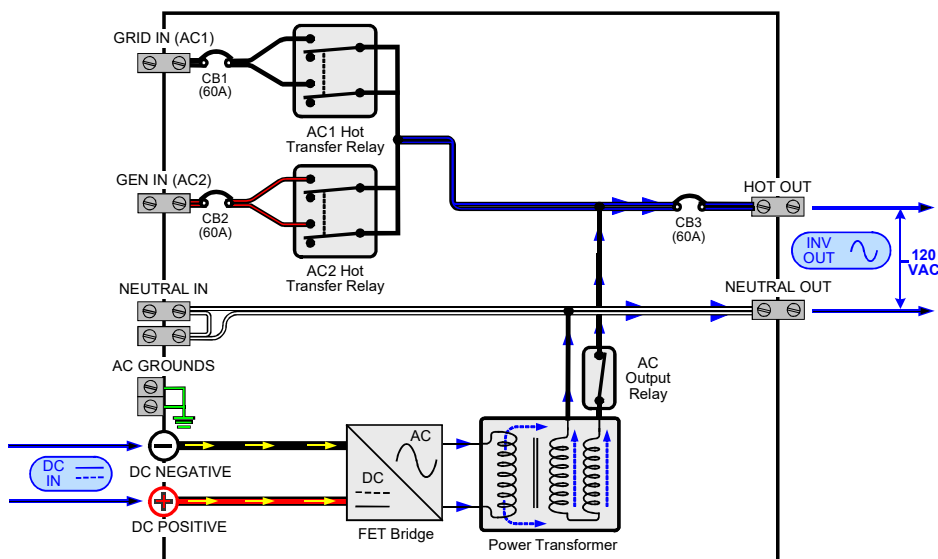 GRID IN (AC1)
CB1
(60A)
AC1 Hot
Transfer Relay
GEN IN (AC2)
CB2
(60A)
AC2 Hot
Transfer Relay
HOT OUT
CB3
(60A)
INV
OUT
120
VAC
NEUTRAL IN
NEUTRAL OUT
AC GROUNDS
AC
Output
Relay
DC
IN
DC NEGATIVE
DC POSITIVE
AC
DC
FET Bridge
Power Transformer